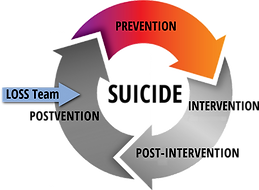 PREVENTION
LOSS Team
SUICIDE
INTERVENTION
POSTVENTION
POST-INTERVENTION